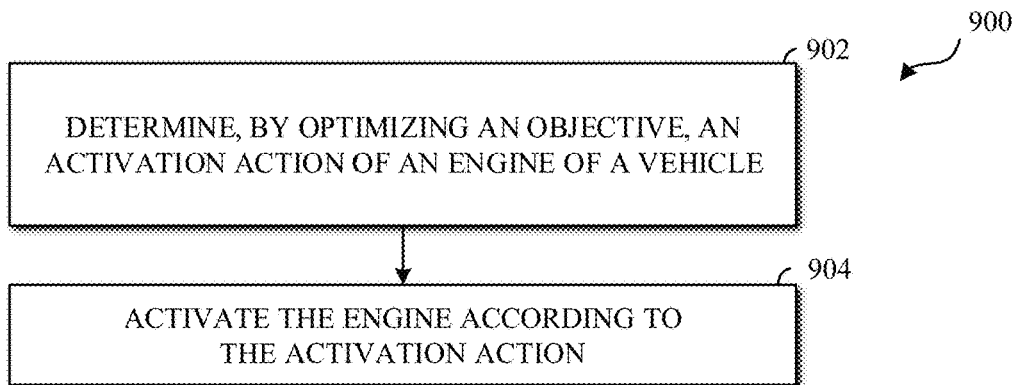 900
902
DETERMINE, BY OPTIMIZING AN OBJECTIVE, AN
ACTIVATION ACTION OF AN ENGINE OF A VEHICLE
904
ACTIVATE THE ENGINE ACCORDING TO
THE ACTIVATION ACTION